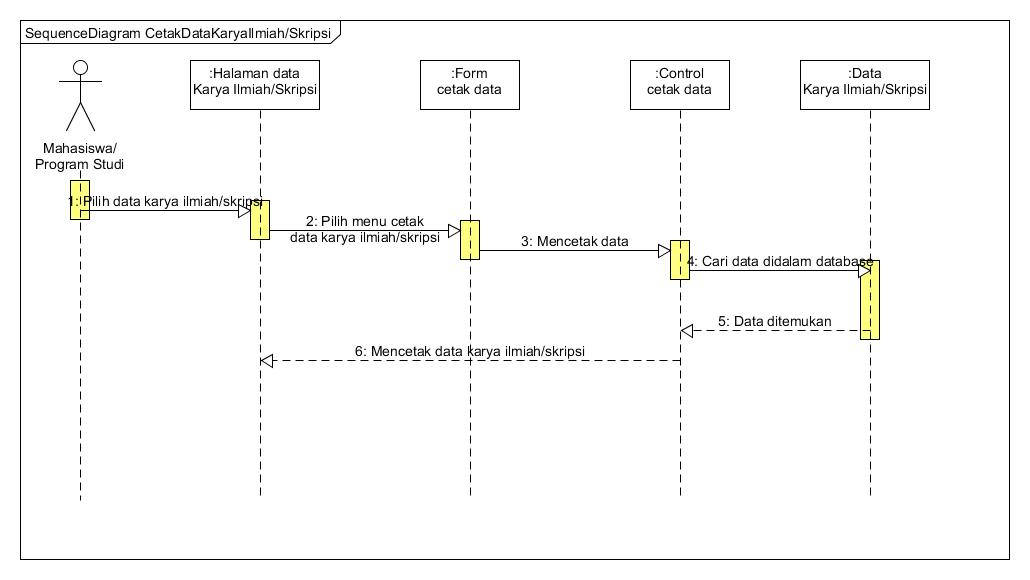 SequenceDiagram CetakDataKaryaIlmiah/Skripsi
:Halaman data
Karya Ilmiah/Skripsi
:Form
cetak data
:Control
cetak data
:Data
Karya Ilmiah/Skripsi
Mahasiswa/
Program Studi
1: Pilih data karya ilmiah/skripsi
2: Pilih menu cetak
data karya ilmiah/skripsi
3: Mencetak data
4: Cari data didalam database
5: Data ditemukan
6: Mencetak data karya ilmiah/skripsi